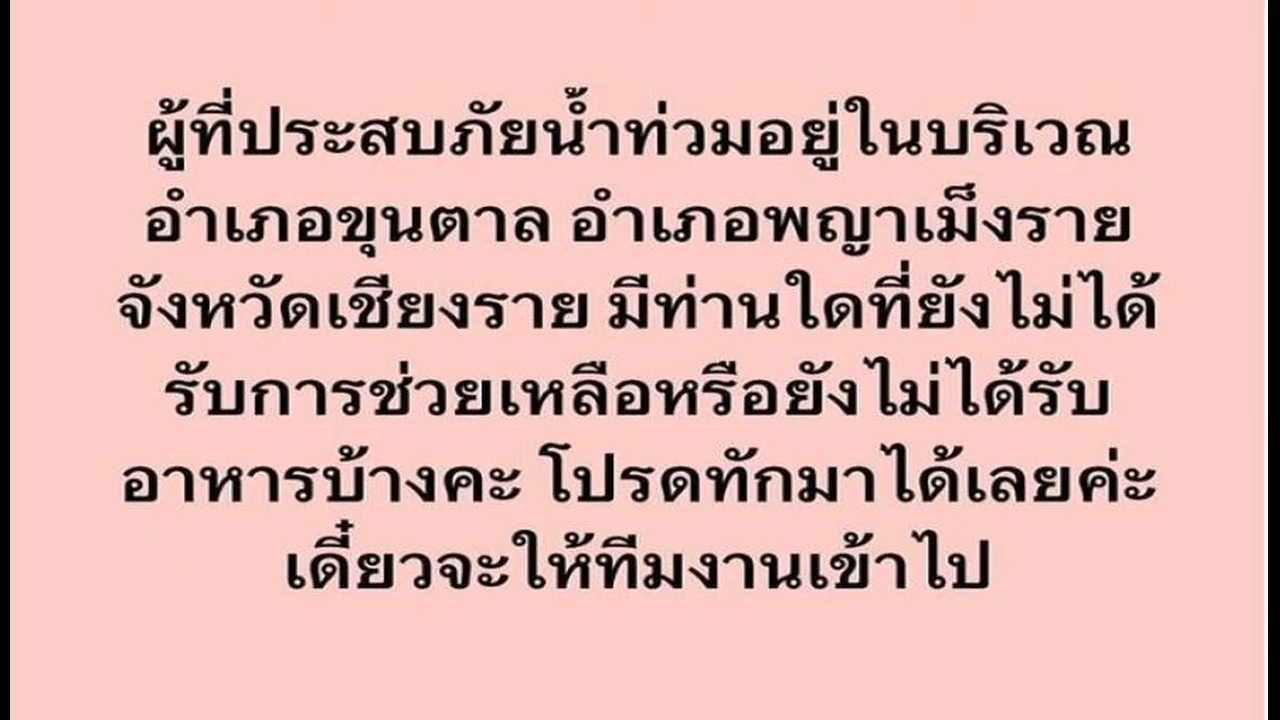 ผู้ที่ประสบภัยน้ำท่วมอยู่ในบริเวณ
อำเภอขุนตาล อำเภอพญาเม็งราย
จังหวัดเชียงราย มีท่านใดที่ยังไม่ได้
รับการช่วยเหลือหรือยังไม่ได้รับ
อาหารบ้างคะ โปรดทักมาได้เลยค่ะ
เดี๋ยวจะให้ทีมงานเข้าไป